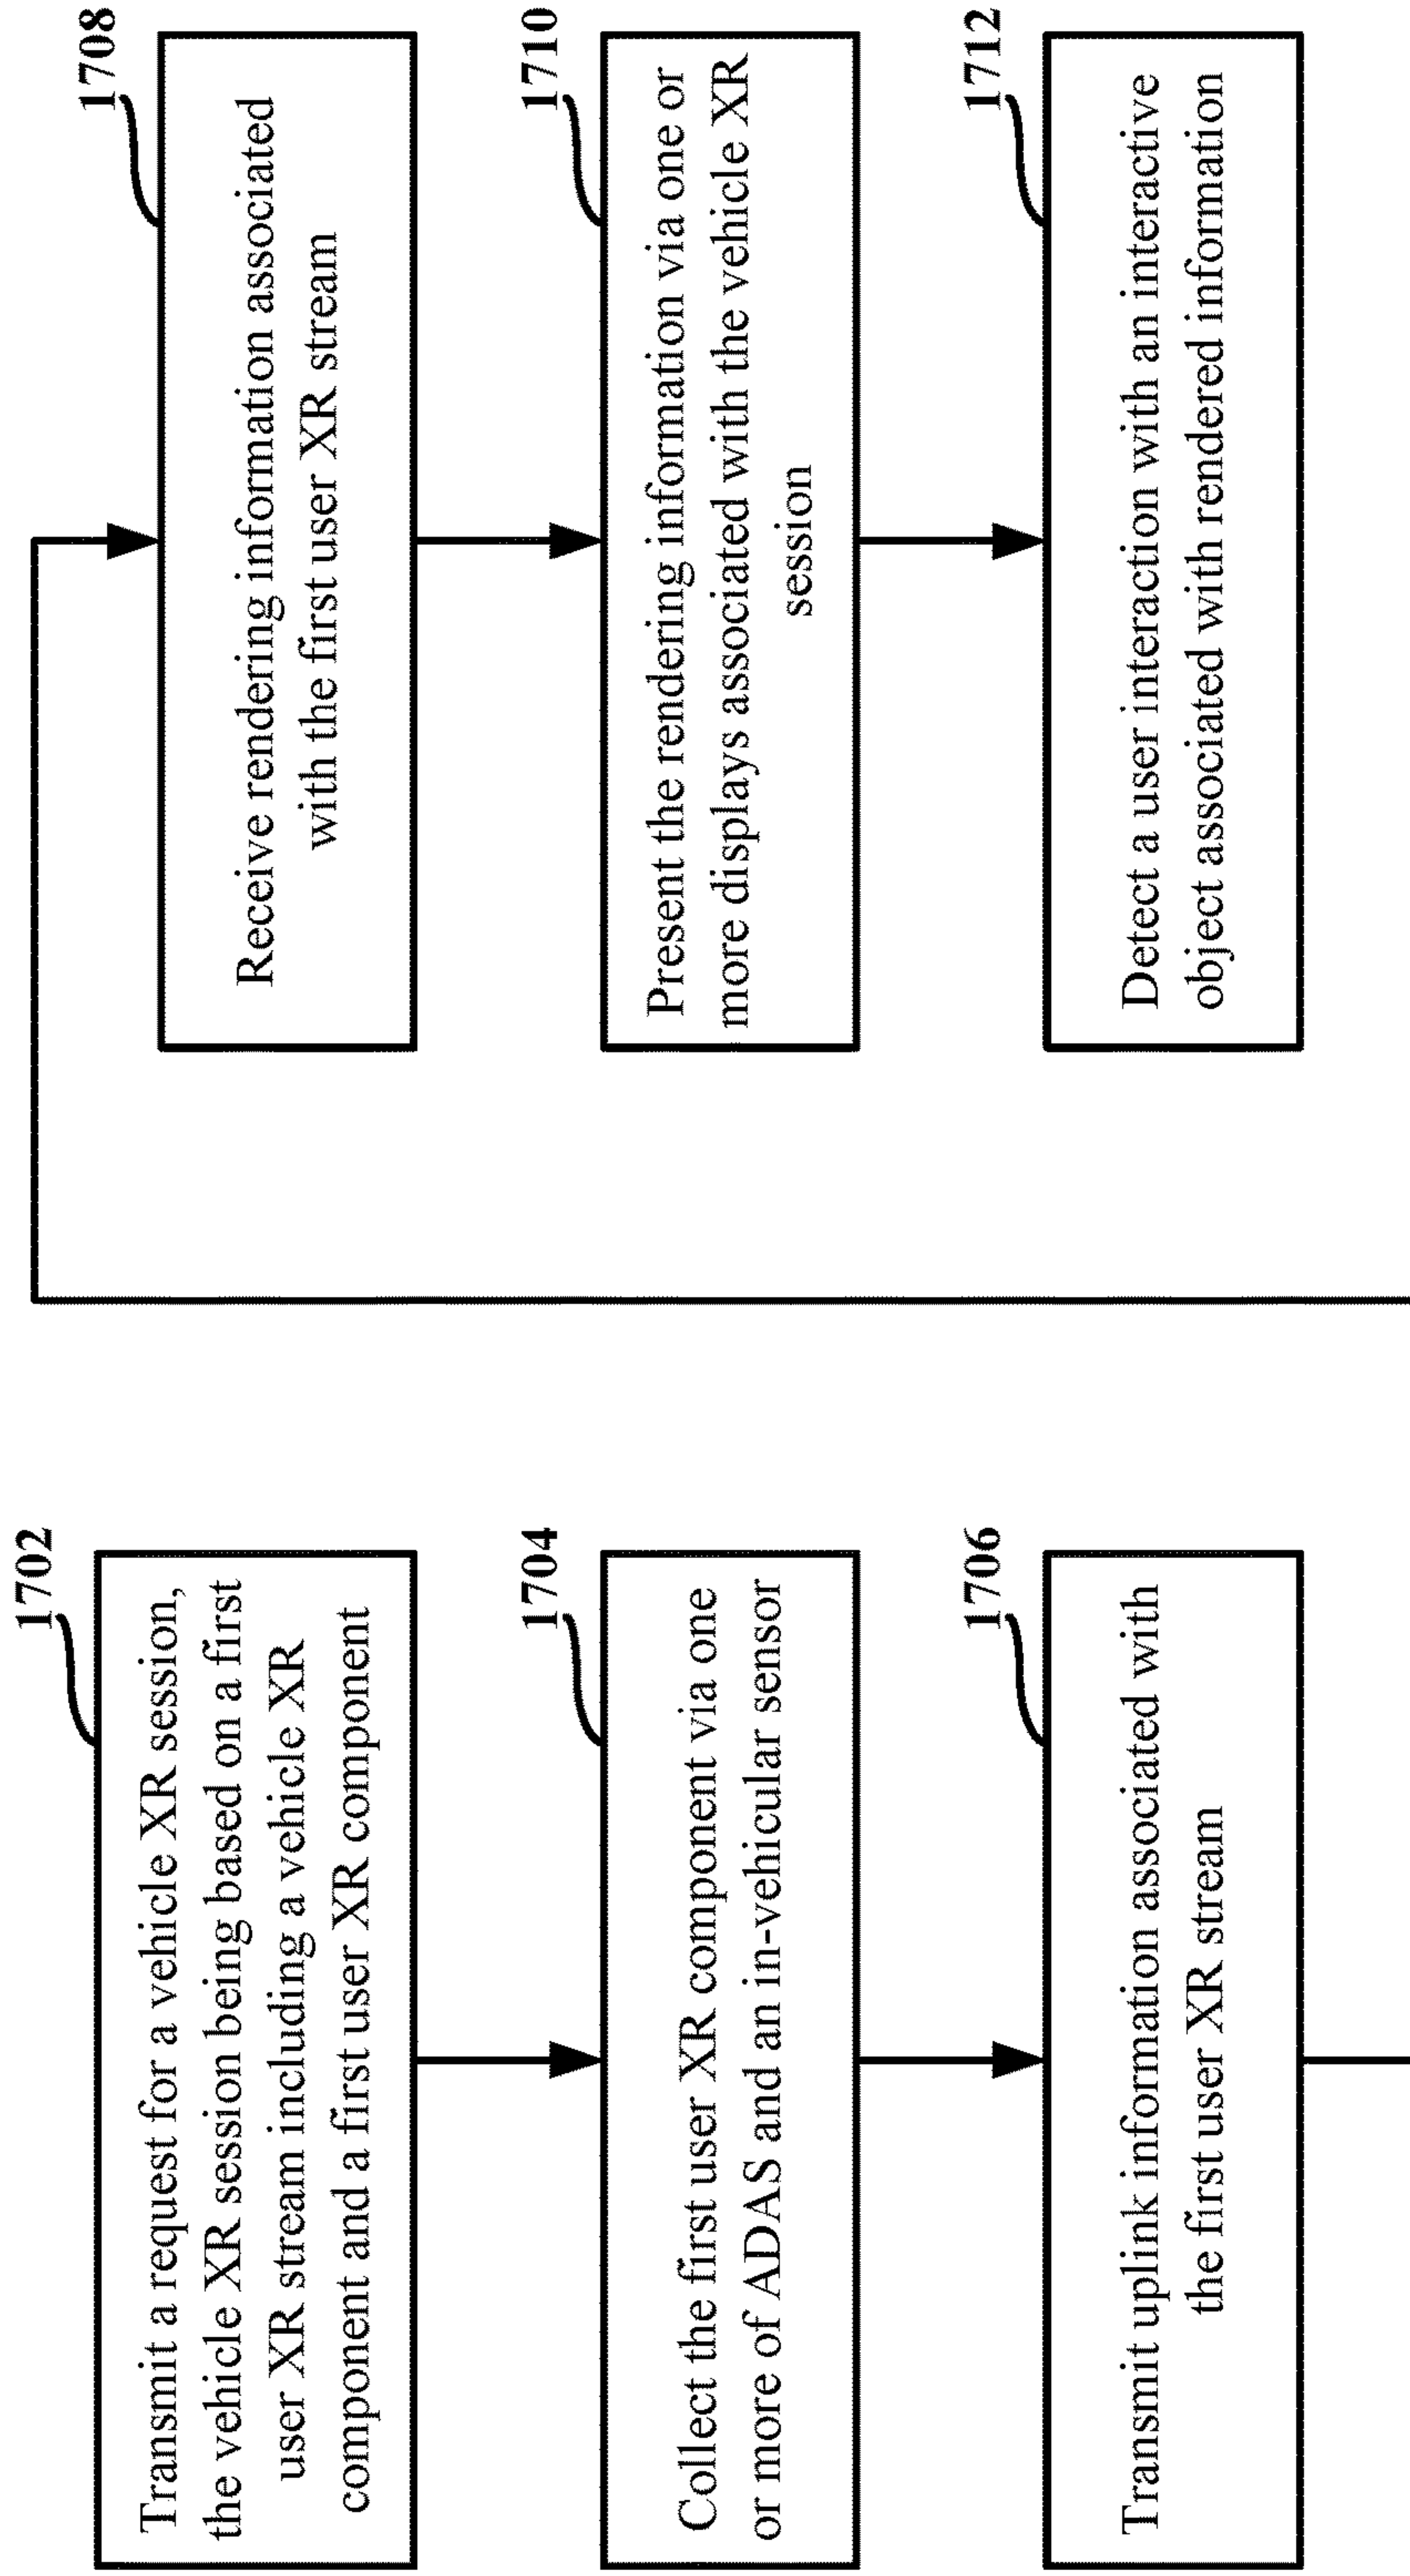 1702
Transmit a request for a vehicle XR session,
the vehicle XR session being based on a first
user XR stream including a vehicle XR
component and a first user XR component
1704
Collect the first user XR component via one
or more of ADAS and an in-vehicular sensor
1706
Transmit uplink information associated with
the first user XR stream
1708
Receive rendering information associated
with the first user XR stream
1710
Present the rendering information via one or
more displays associated with the vehicle XR
session
1712
Detect a user interaction with an interactive
object associated with rendered information